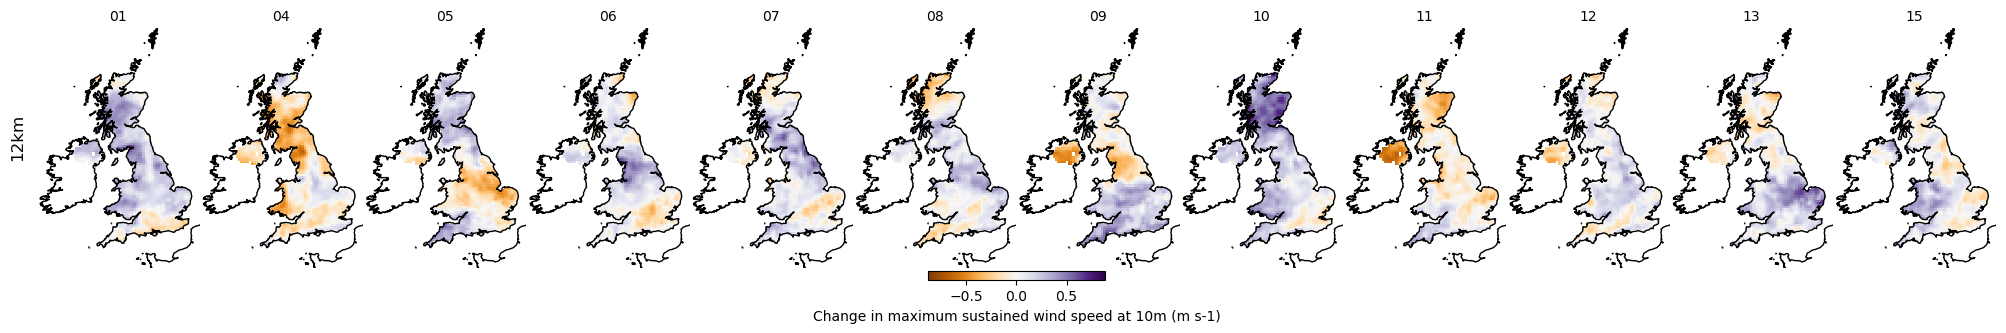 01 04 05 06 07 08 09 10 11 12 13 15
12km
−0.5 0.0 0.5
Change in maximum sustained wind speed at 10m (m s-1)